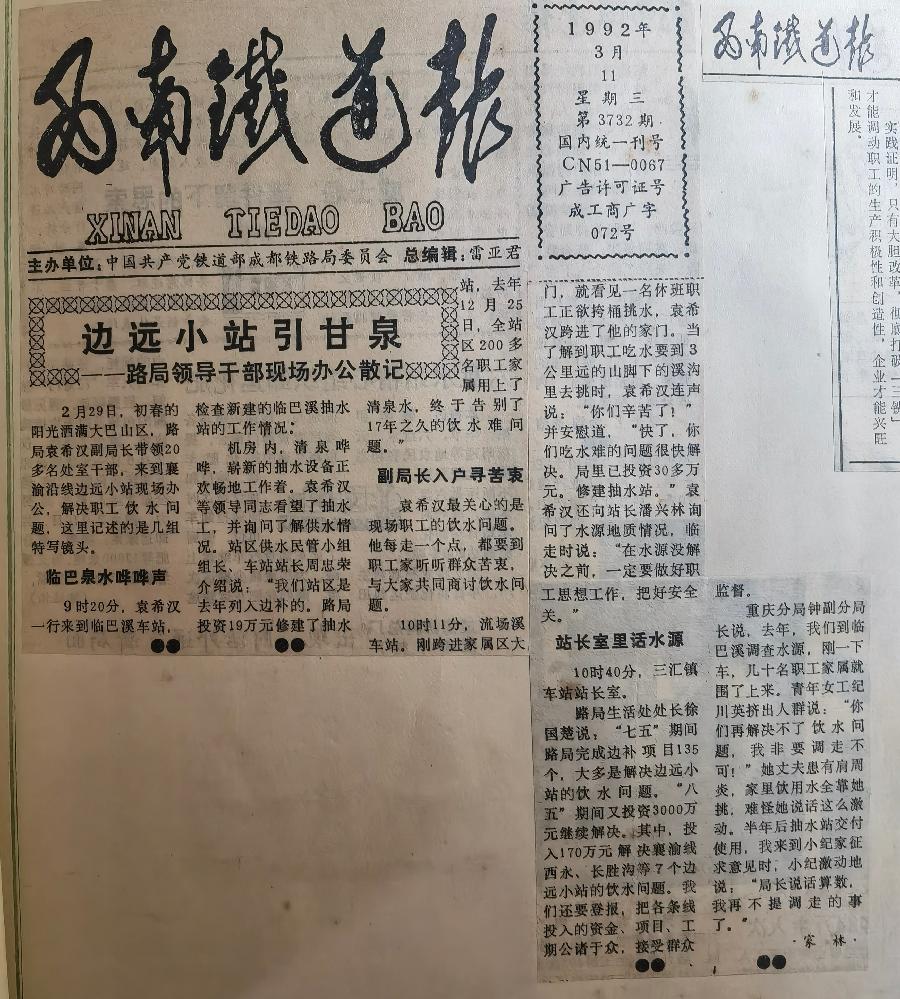 西南铁道报
XINAN TIEDAO BAO
主办单位：中国共产党铁道部成都铁路局委员会 总编辑：雷亚君
1992年
3月
11
星期三
第3732期
国内统一刊号
CN51—0067
广告许可证号
成工商广字
072号
边远小站引甘泉
——路局领导干部现场办公散记
2月29日，初春的
阳光洒满大巴山区，路
局袁希汉副局长带领20
多名处室干部，来到襄
渝沿线边远小站现场办
公，解决职工饮水问
题，这里记述的是几组
特写镜头。
临巴泉水哗哗声
9时20分，袁希汉
一行来到临巴溪车站，
检查新建的临巴溪抽水
站的工作情况：
机房内，清泉哗
哗，崭新的抽水设备正
欢畅地工作着。袁希汉
等领导同志看望了抽水
工，并询问了解供水情
况。站区供水民管小组
组长、车站站长周忠荣
介绍说：“我们站区是
去年列入边补的。路局
投资19万元修建了抽水
站，去年
12月25
日，全站
区200多
名职工家
属用上了
清泉水，终于告别了
17年之久的饮水难问
题。”
副局长入户寻苦衷
袁希汉最关心的是
现场职工的饮水问题。
他每走一个点，都要到
职工家听听群众苦衷，
与大家共同商讨饮水问
题。
10时11分，流场溪
车站。刚跨进家属区大
门，就看见一名休班职
工正欲挎桶挑水，袁希
汉跨进了他的家门。当
了解到职工吃水要到3
公里远的山脚下的溪沟
里去挑时，袁希汉连声
说：“你们辛苦了！”
并安慰道，“快了，你
们吃水难的问题很快解
决。局里已投资30多万
元。修建抽水站。”袁
希汉还向站长潘兴林询
问了水源地质情况，临
走时说：“在水源没解
决之前，一定要做好职
工思想工作，把好安全
关。”
站长室里话水源
10时40分，三汇镇
车站站长室。
路局生活处处长徐
国楚说：“七五”期间
路局完成边补项目135
个，大多是解决边远小
站的饮水问题。“八
五”期间又投资3000万
元继续解决。其中，投
入170万元解决襄渝线
西永、长胜沟等7个边
远小站的饮水问题。我
们还要登报，把各条线
投入的资金、项目、工
期公诸于众，接受群众
监督。
重庆分局钟副分局
长说，去年，我们到临
巴溪调查水源，刚一下
车，几十名职工家属就
围了上来。青年女工纪
川英挤出人群说：“你
们再解决不了饮水问
题，我非要调走不
可！”她丈夫患有肩周
炎，家里饮用水全靠她
挑，难怪她说话这么激
动。半年后抽水站交付
使用，我来到小纪家征
求意见时，小纪激动地
说：“局长说话算数，
我再不提调走的事
了。”
·家林·
西南铁道报
实践证明，只有大胆改革，彻底打破“三铁”
才能调动职工的生产积极性和创造性，企业才能兴旺
和发展。